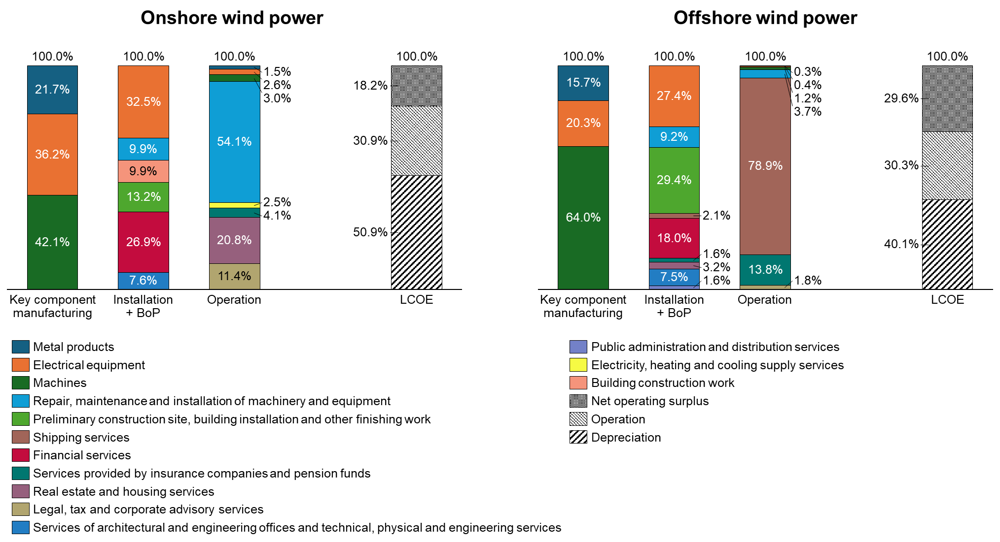 Onshore wind power
100.0%
100.0%
100.0%
100.0%
21.7%
36.2%
42.1%
32.5%
9.9%
9.9%
13.2%
26.9%
7.6%
1.5%
2.6%
3.0%
54.1%
2.5%
4.1%
20.8%
11.4%
18.2%
30.9%
50.9%
Key component
manufacturing
Installation
+ BoP
Operation
LCOE
Offshore wind power
100.0%
100.0%
100.0%
100.0%
15.7%
20.3%
64.0%
27.4%
9.2%
29.4%
2.1%
18.0%
1.6%
3.2%
7.5%
1.6%
0.3%
0.4%
1.2%
3.7%
78.9%
13.8%
1.8%
29.6%
30.3%
40.1%
Key component
manufacturing
Installation
+ BoP
Operation
LCOE
Metal products
Electrical equipment
Machines
Repair, maintenance and installation of machinery and equipment
Preliminary construction site, building installation and other finishing work
Shipping services
Financial services
Services provided by insurance companies and pension funds
Real estate and housing services
Legal, tax and corporate advisory services
Services of architectural and engineering offices and technical, physical and engineering services
Public administration and distribution services
Electricity, heating and cooling supply services
Building construction work
Net operating surplus
Operation
Depreciation